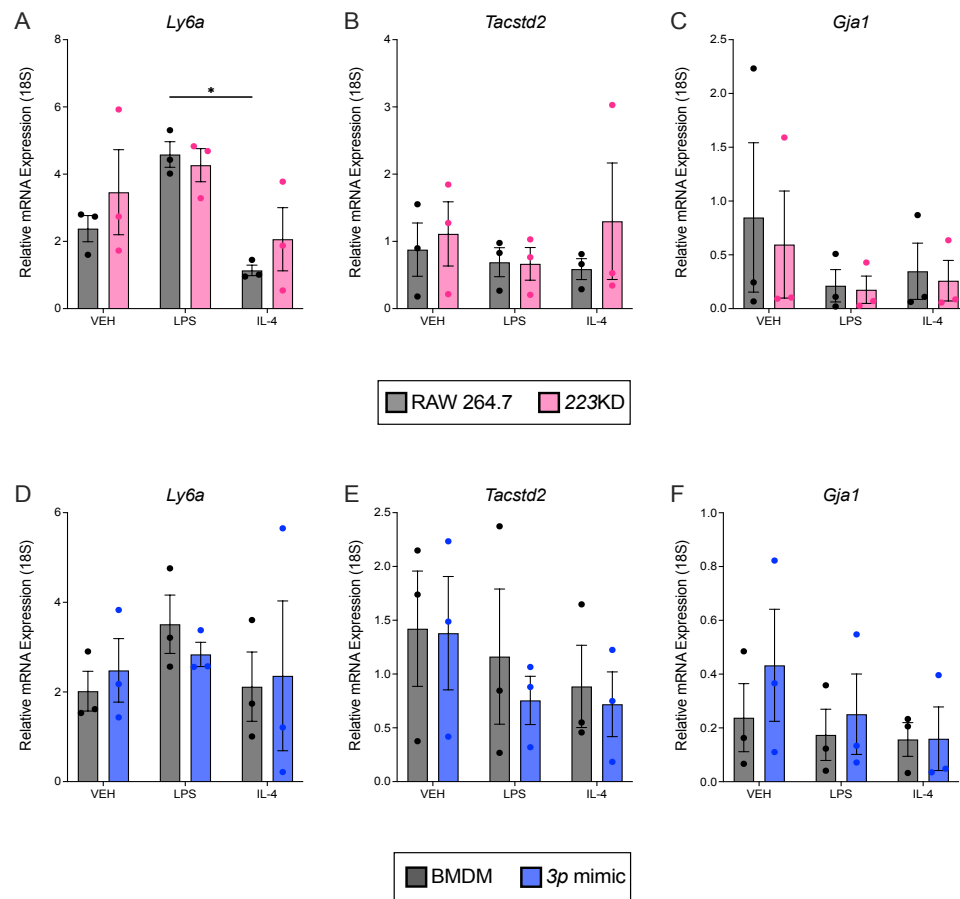 A
Ly6a
Relative mRNA Expression (18S)
8
6
4
2
0
*
VEH
LPS
IL-4
B
Tacstd2
Relative mRNA Expression (18S)
4
3
2
1
0
VEH
LPS
IL-4
C
Gja1
Relative mRNA Expression (18S)
2.5
2.0
1.5
1.0
0.5
0.0
VEH
LPS
IL-4
RAW 264.7
223KD
D
Ly6a
Relative mRNA Expression (18S)
6
4
2
0
VEH
LPS
IL-4
E
Tacstd2
Relative mRNA Expression (18S)
2.5
2.0
1.5
1.0
0.5
0.0
VEH
LPS
IL-4
F
Gja1
Relative mRNA Expression (18S)
1.0
0.8
0.6
0.4
0.2
0.0
VEH
LPS
IL-4
BMDM
3p mimic